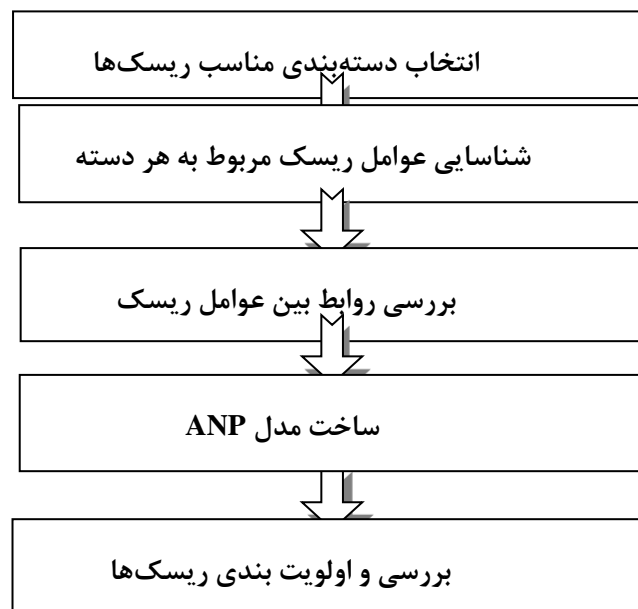 انتخاب دسته‌بندی مناسب ریسک‌ها
شناسایی عوامل ریسک مربوط به هر دسته
بررسی روابط بین عوامل ریسک
ساخت مدل ANP
بررسی و اولویت بندی ریسک‌ها